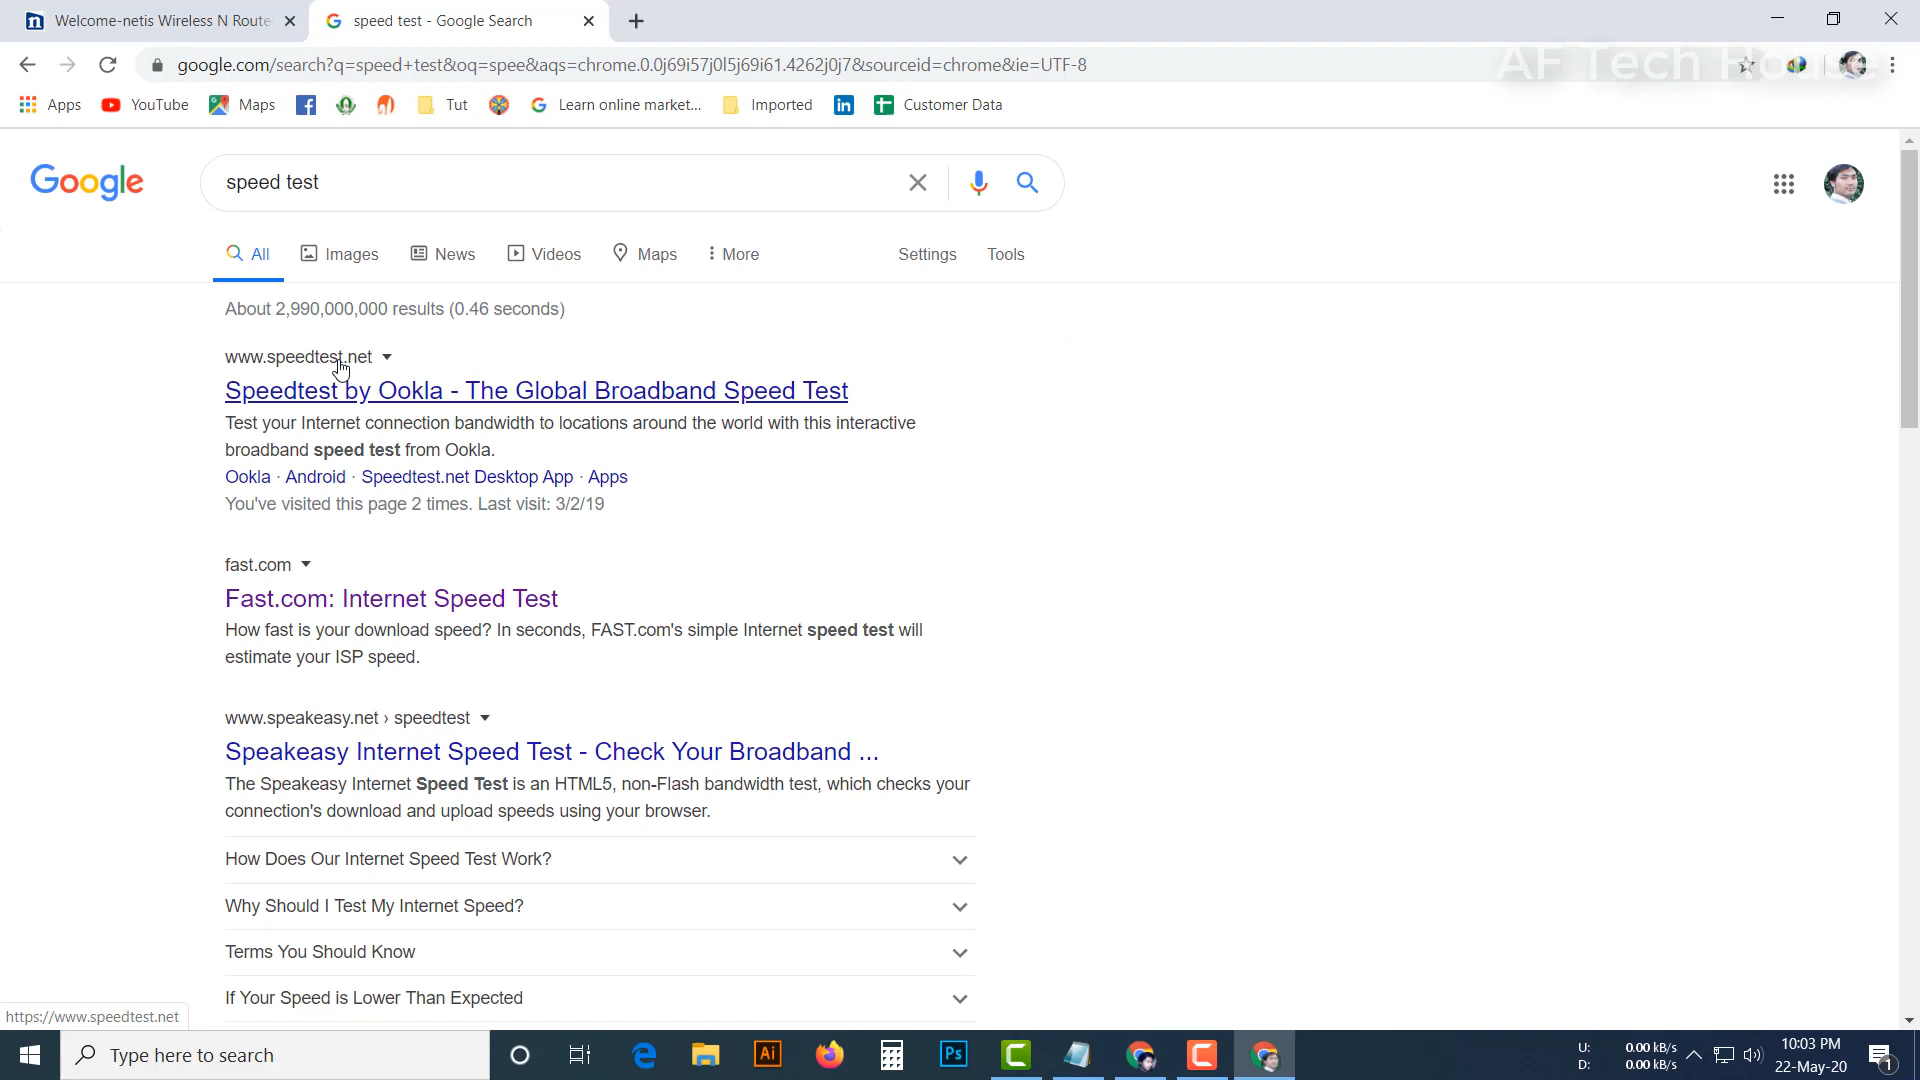 Welcome-netis Wireless N Route
speed test - Google Search
google.com/search?q=speed+test&oq=spee&aqs=chrome.0.0j69i57j0l5j69i61.4262j0j7&sourceid=chrome&ie=UTF-8
AF Tech House
Apps YouTube Maps Tut Learn online market... Imported Customer Data
Google
speed test
All Images News Videos Maps More Settings Tools
About 2,990,000,000 results (0.46 seconds)
www.speedtest.net
Speedtest by Ookla - The Global Broadband Speed Test
Test your Internet connection bandwidth to locations around the world with this interactive
broadband speed test from Ookla.
Ookla · Android · Speedtest.net Desktop App · Apps
You've visited this page 2 times. Last visit: 3/2/19
fast.com
Fast.com: Internet Speed Test
How fast is your download speed? In seconds, FAST.com's simple Internet speed test will
estimate your ISP speed.
www.speakeasy.net › speedtest
Speakeasy Internet Speed Test - Check Your Broadband ...
The Speakeasy Internet Speed Test is an HTML5, non-Flash bandwidth test, which checks your
connection's download and upload speeds using your browser.
How Does Our Internet Speed Test Work?
Why Should I Test My Internet Speed?
Terms You Should Know
If Your Speed is Lower Than Expected
https://www.speedtest.net
Type here to search
Ai
Ps
U: 0.00 kB/s
D: 0.00 kB/s
10:03 PM
22-May-20
1